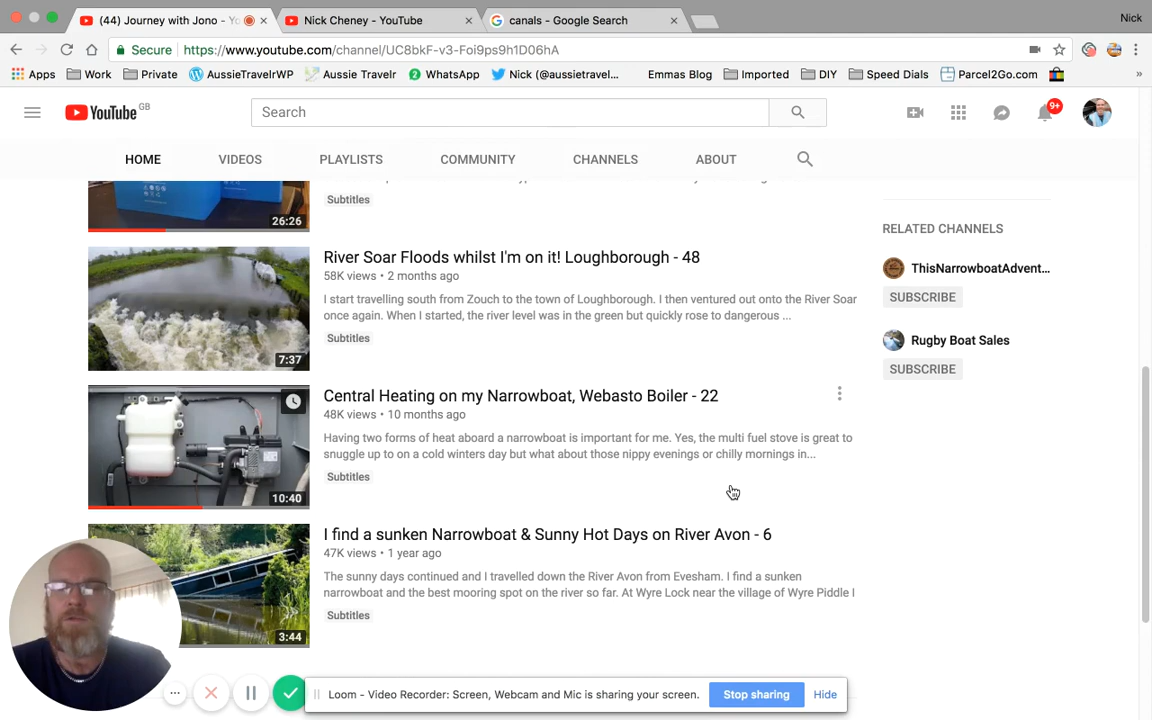 (44) Journey with Jono - Yo
Nick Cheney - YouTube
canals - Google Search
Nick
Secure
https://www.youtube.com/channel/UC8bkF-v3-Foi9ps9h1D06hA
Apps
Work
Private
AussieTravelrWP
Aussie Travelr
2 WhatsApp
Nick (@aussietravel...
Emmas Blog
Imported
DIY
Speed Dials
Parcel2Go.com
»
YouTube GB
Search
9+
HOME
VIDEOS
PLAYLISTS
COMMUNITY
CHANNELS
ABOUT
Subtitles
26:26
River Soar Floods whilst I'm on it! Loughborough - 48
58K views • 2 months ago
I start travelling south from Zouch to the town of Loughborough. I then ventured out onto the River Soar
once again. When I started, the river level was in the green but quickly rose to dangerous ...
Subtitles
7:37
Central Heating on my Narrowboat, Webasto Boiler - 22
48K views • 10 months ago
Having two forms of heat aboard a narrowboat is important for me. Yes, the multi fuel stove is great to
snuggle up to on a cold winters day but what about those nippy evenings or chilly mornings in...
Subtitles
10:40
I find a sunken Narrowboat & Sunny Hot Days on River Avon - 6
47K views • 1 year ago
The sunny days continued and I travelled down the River Avon from Evesham. I find a sunken
narrowboat and the best mooring spot on the river so far. At Wyre Lock near the village of Wyre Piddle I
Subtitles
3:44
RELATED CHANNELS
ThisNarrowboatAdvent...
SUBSCRIBE
Rugby Boat Sales
SUBSCRIBE
Loom - Video Recorder: Screen, Webcam and Mic is sharing your screen.
Stop sharing
Hide